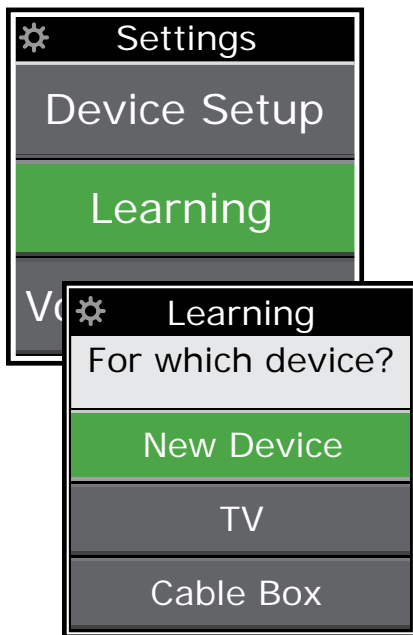 Settings
Device Setup
Learning
Learning
For which device?
New Device
TV
Cable Box